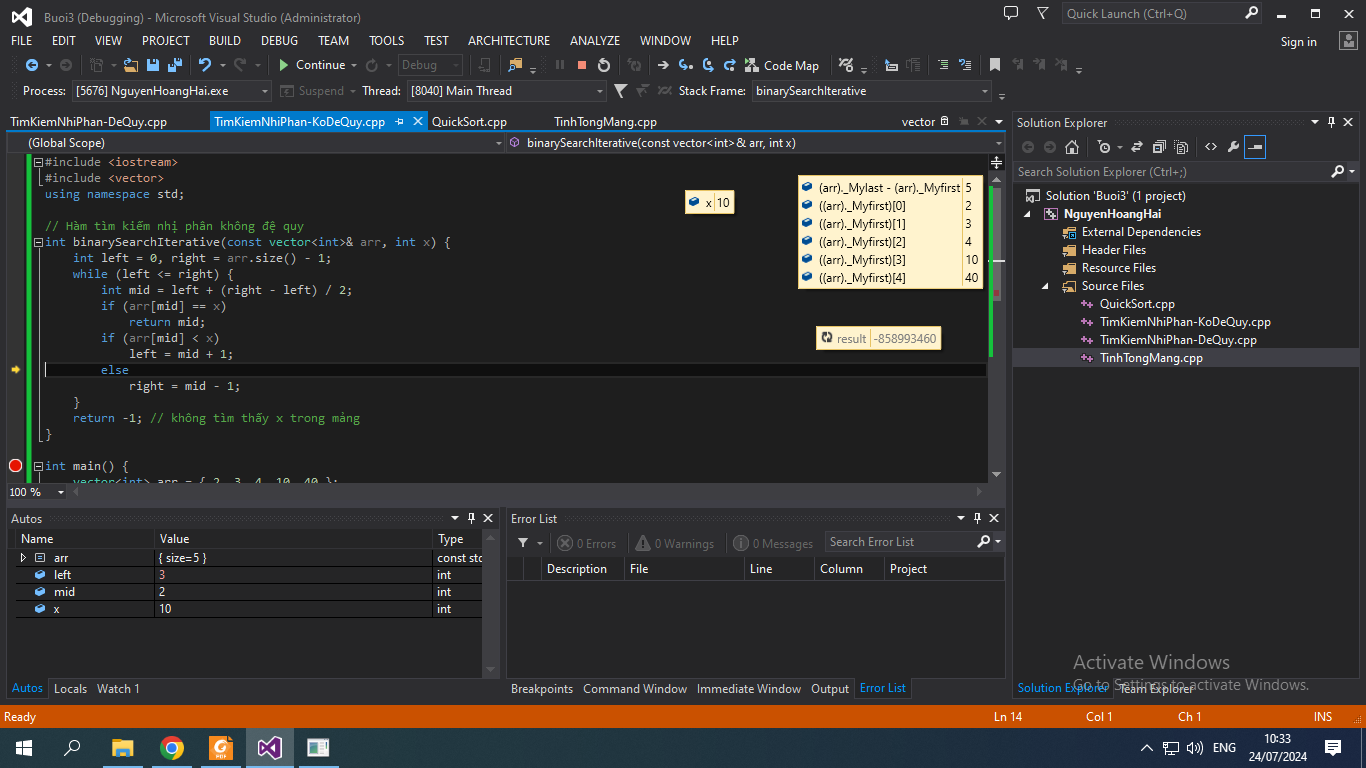 Buoi3 (Debugging) - Microsoft Visual Studio (Administrator)
Quick Launch (Ctrl+Q)
FILE EDIT VIEW PROJECT BUILD DEBUG TEAM TOOLS TEST ARCHITECTURE ANALYZE WINDOW HELP
Sign in
Continue Debug Code Map
Process: [5676] NguyenHoangHai.exe Suspend Thread: [8040] Main Thread Stack Frame: binarySearchIterative
TimKiemNhiPhan-DeQuy.cpp TimKiemNhiPhan-KoDeQuy.cpp QuickSort.cpp TinhTongMang.cpp vector
(Global Scope) binarySearchIterative(const vector<int>& arr, int x)
#include <iostream>
#include <vector>
using namespace std;
// Hàm tìm kiếm nhị phân không đệ quy
int binarySearchIterative(const vector<int>& arr, int x) {
int left = 0, right = arr.size() - 1;
while (left <= right) {
int mid = left + (right - left) / 2;
if (arr[mid] == x)
return mid;
if (arr[mid] < x)
left = mid + 1;
else
right = mid - 1;
}
return -1; // không tìm thấy x trong mảng
}
int main() {
vector<int> arr = { 2, 3, 4, 10, 40 };
x 10
(arr)._Mylast - (arr)._Myfirst 5
((arr)._Myfirst)[0] 2
((arr)._Myfirst)[1] 3
((arr)._Myfirst)[2] 4
((arr)._Myfirst)[3] 10
((arr)._Myfirst)[4] 40
result -858993460
100 %
Solution Explorer
Search Solution Explorer (Ctrl+;)
Solution 'Buoi3' (1 project)
NguyenHoangHai
External Dependencies
Header Files
Resource Files
Source Files
QuickSort.cpp
TimKiemNhiPhan-KoDeQuy.cpp
TimKiemNhiPhan-DeQuy.cpp
TinhTongMang.cpp
Autos
Name Value Type
arr { size=5 } const std
left 3 int
mid 2 int
x 10 int
Autos Locals Watch 1
Error List
0 Errors 0 Warnings 0 Messages Search Error List
Description File Line Column Project
Breakpoints Command Window Immediate Window Output Error List
Activate Windows
Go to Settings to activate Windows.
Solution Explorer Team Explorer
Ready Ln 14 Col 1 Ch 1 INS
ENG
10:33
24/07/2024